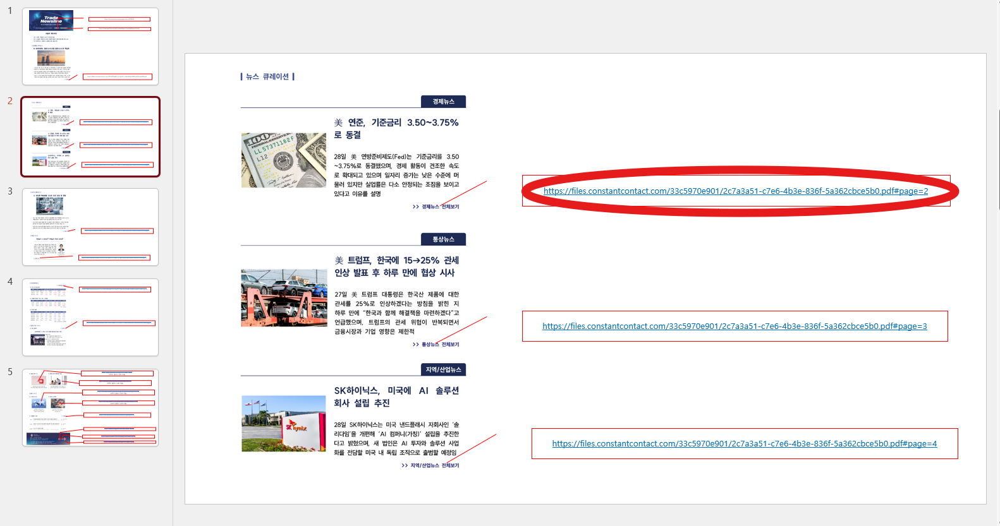 1
2
3
4
5
Trade
Newsline
뉴스 큐레이션
경제뉴스
美 연준, 기준금리 3.50~3.75%
로 동결
28일 美 연방준비제도(Fed)는 기준금리를 3.50
~3.75%로 동결했으며, 경제 활동이 견조한 속도
로 확대되고 있으며 일자리 증가는 낮은 수준에 머
물러 있지만 실업률은 다소 안정되는 조짐을 보이고
있다고 이유를 설명
>> 경제뉴스 전체보기
https://files.constantcontact.com/33c5970e901/2c7a3a51-c7e6-4b3e-836f-5a362cbce5b0.pdf#page=2
통상뉴스
美 트럼프, 한국에 15→25% 관세
인상 발표 후 하루 만에 협상 시사
27일 美 트럼프 대통령은 한국산 제품에 대한
관세를 25%로 인상하겠다는 방침을 밝힌 지
하루 만에 “한국과 함께 해결책을 마련하겠다”고
언급했으며, 트럼프의 관세 위협이 반복되면서
금융시장과 기업 영향은 제한적
>> 통상뉴스 전체보기
https://files.constantcontact.com/33c5970e901/2c7a3a51-c7e6-4b3e-836f-5a362cbce5b0.pdf#page=3
지역/산업뉴스
SK하이닉스, 미국에 AI 솔루션
회사 설립 추진
28일 SK하이닉스는 미국 낸드플래시 자회사인 ‘솔
리다임’을 개편해 ‘AI 컴퍼니(가칭)’ 설립을 추진한
다고 밝혔으며, 새 법인은 AI 투자와 솔루션 사업
화를 전담할 미국 내 독립 조직으로 출범할 예정임
>> 지역/산업뉴스 전체보기
https://files.constantcontact.com/33c5970e901/2c7a3a51-c7e6-4b3e-836f-5a362cbce5b0.pdf#page=4
100
FEDERAL RESERVE
LL57371182F
L12
SK hynix